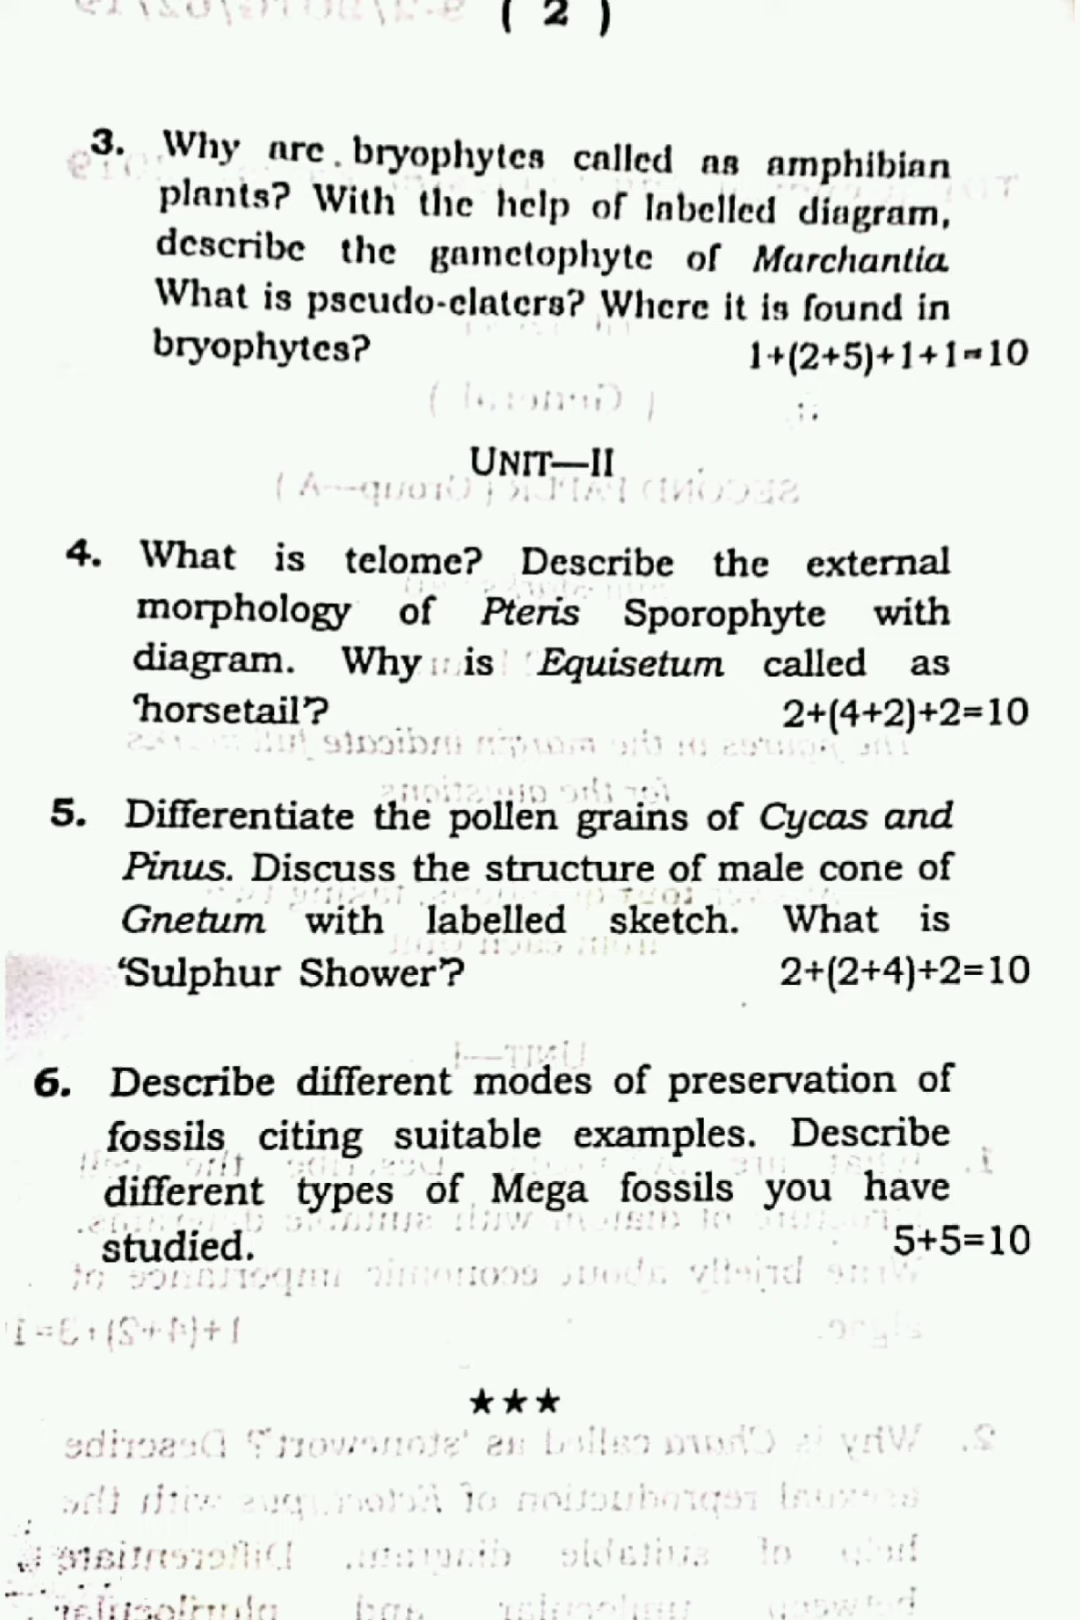 ( 2 )
3. Why are bryophytes called as amphibian
plants? With the help of labelled diagram,
describe the gametophyte of Marchantia
What is pseudo-elaters? Where it is found in
bryophytes? 1+(2+5)+1+1=10
UNIT—II
4. What is telome? Describe the external
morphology of Pteris Sporophyte with
diagram. Why is Equisetum called as
'horsetail'? 2+(4+2)+2=10
5. Differentiate the pollen grains of Cycas and
Pinus. Discuss the structure of male cone of
Gnetum with labelled sketch. What is
'Sulphur Shower'? 2+(2+4)+2=10
6. Describe different modes of preservation of
fossils citing suitable examples. Describe
different types of Mega fossils you have
studied. 5+5=10
★★★